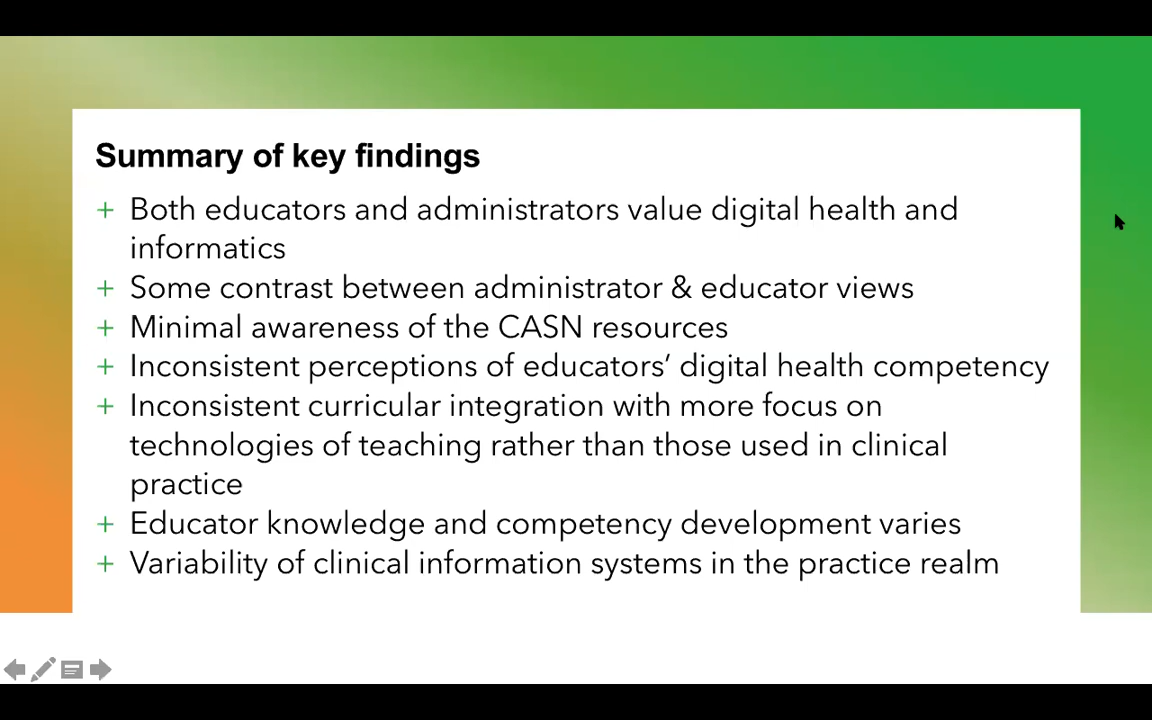 Summary of key findings
+ Both educators and administrators value digital health and
informatics
+ Some contrast between administrator & educator views
+ Minimal awareness of the CASN resources
+ Inconsistent perceptions of educators’ digital health competency
+ Inconsistent curricular integration with more focus on
technologies of teaching rather than those used in clinical
practice
+ Educator knowledge and competency development varies
+ Variability of clinical information systems in the practice realm